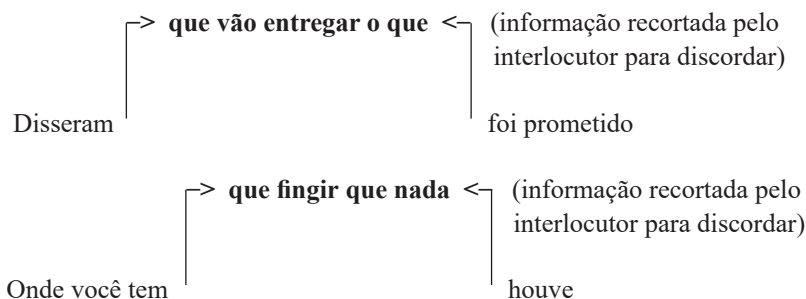 que vão entregar o que (informação recortada pelo
interlocutor para discordar)
Disseram foi prometido
que fingir que nada (informação recortada pelo
interlocutor para discordar)
Onde você tem houve